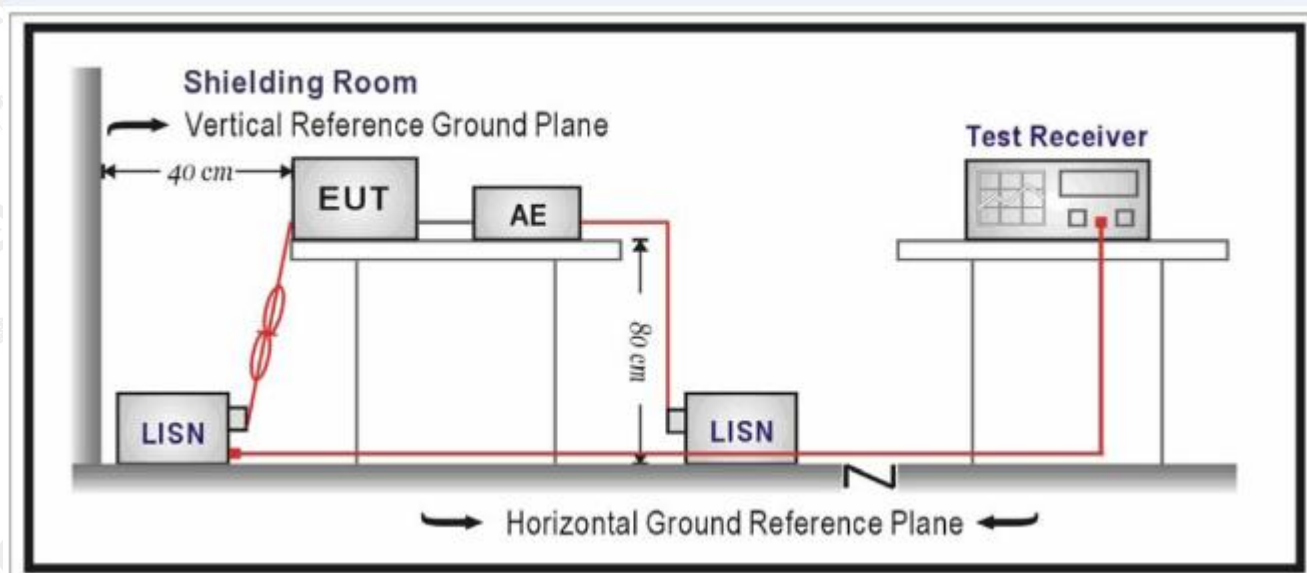 Shielding Room
Vertical Reference Ground Plane
Test Receiver
40 cm
EUT
AE
80 cm
LISN
LISN
Horizontal Ground Reference Plane